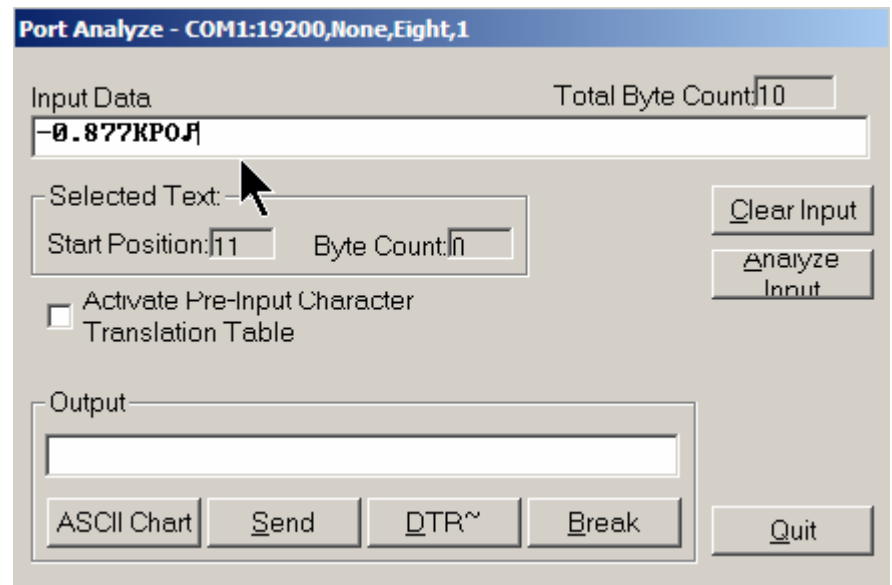 Port Analyze - COM1:19200,None,Eight,1
Input Data Total Byte Count: 10
-0.877KPO♪
Selected Text:
Start Position: 11 Byte Count: 0
Clear Input
Analyze
Input
Activate Pre-Input Character
Translation Table
Output
ASCII Chart Send DTR~ Break
Quit